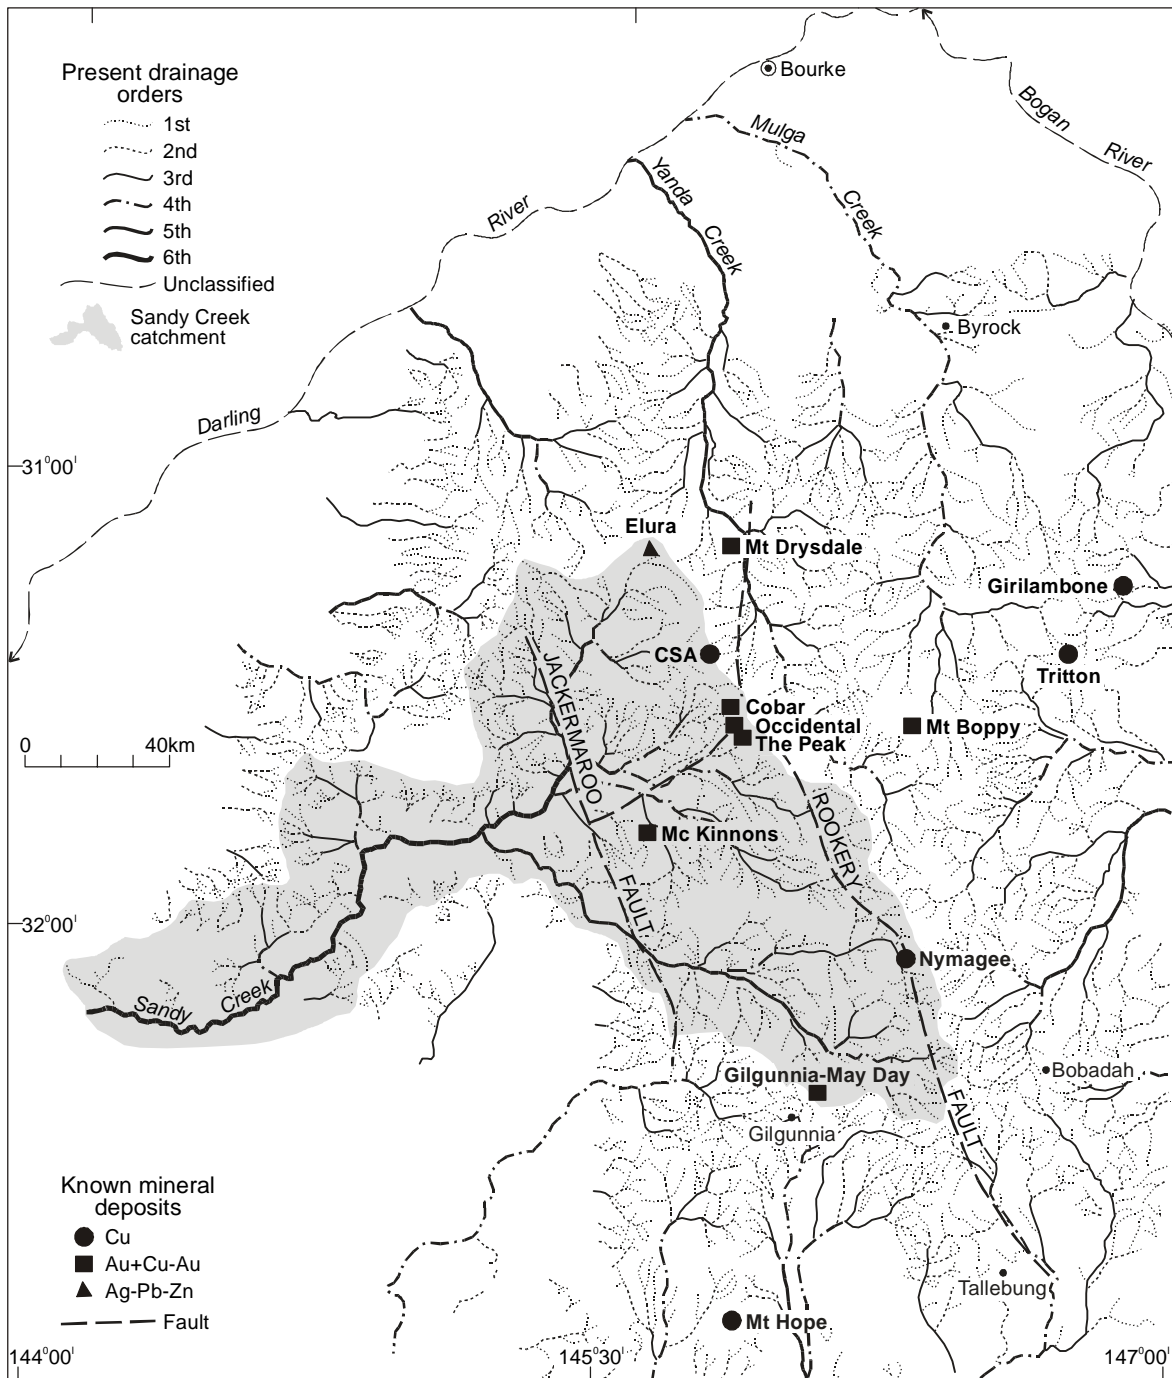 Present drainage
orders
1st
2nd
3rd
4th
5th
6th
Unclassified
Sandy Creek
catchment
Bourke
Mulga
Creek
Bogan
River
Yanda
Creek
River
Darling
Byrock
31°00'
Elura
Mt Drysdale
Girilambone
CSA
Tritton
Cobar
Occidental
The Peak
Mt Boppy
0 40km
JACKERMAROO
FAULT
ROOKERY
FAULT
Mc Kinnons
32°00'
Nymagee
Sandy
Creek
Gilgunnia-May Day
Gilgunnia
Bobadah
Known mineral
deposits
Cu
Au+Cu-Au
Ag-Pb-Zn
Fault
Tallebung
Mt Hope
144°00'
145°30'
147°00'